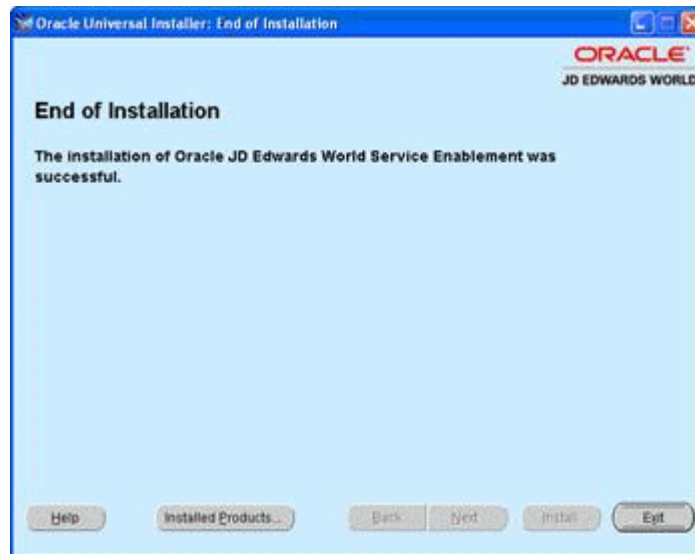 Oracle Universal Installer: End of Installation
ORACLE
JD EDWARDS WORLD
End of Installation
The installation of Oracle JD Edwards World Service Enablement was
successful.
Help
Installed Products...
Back
Next
Install
Exit